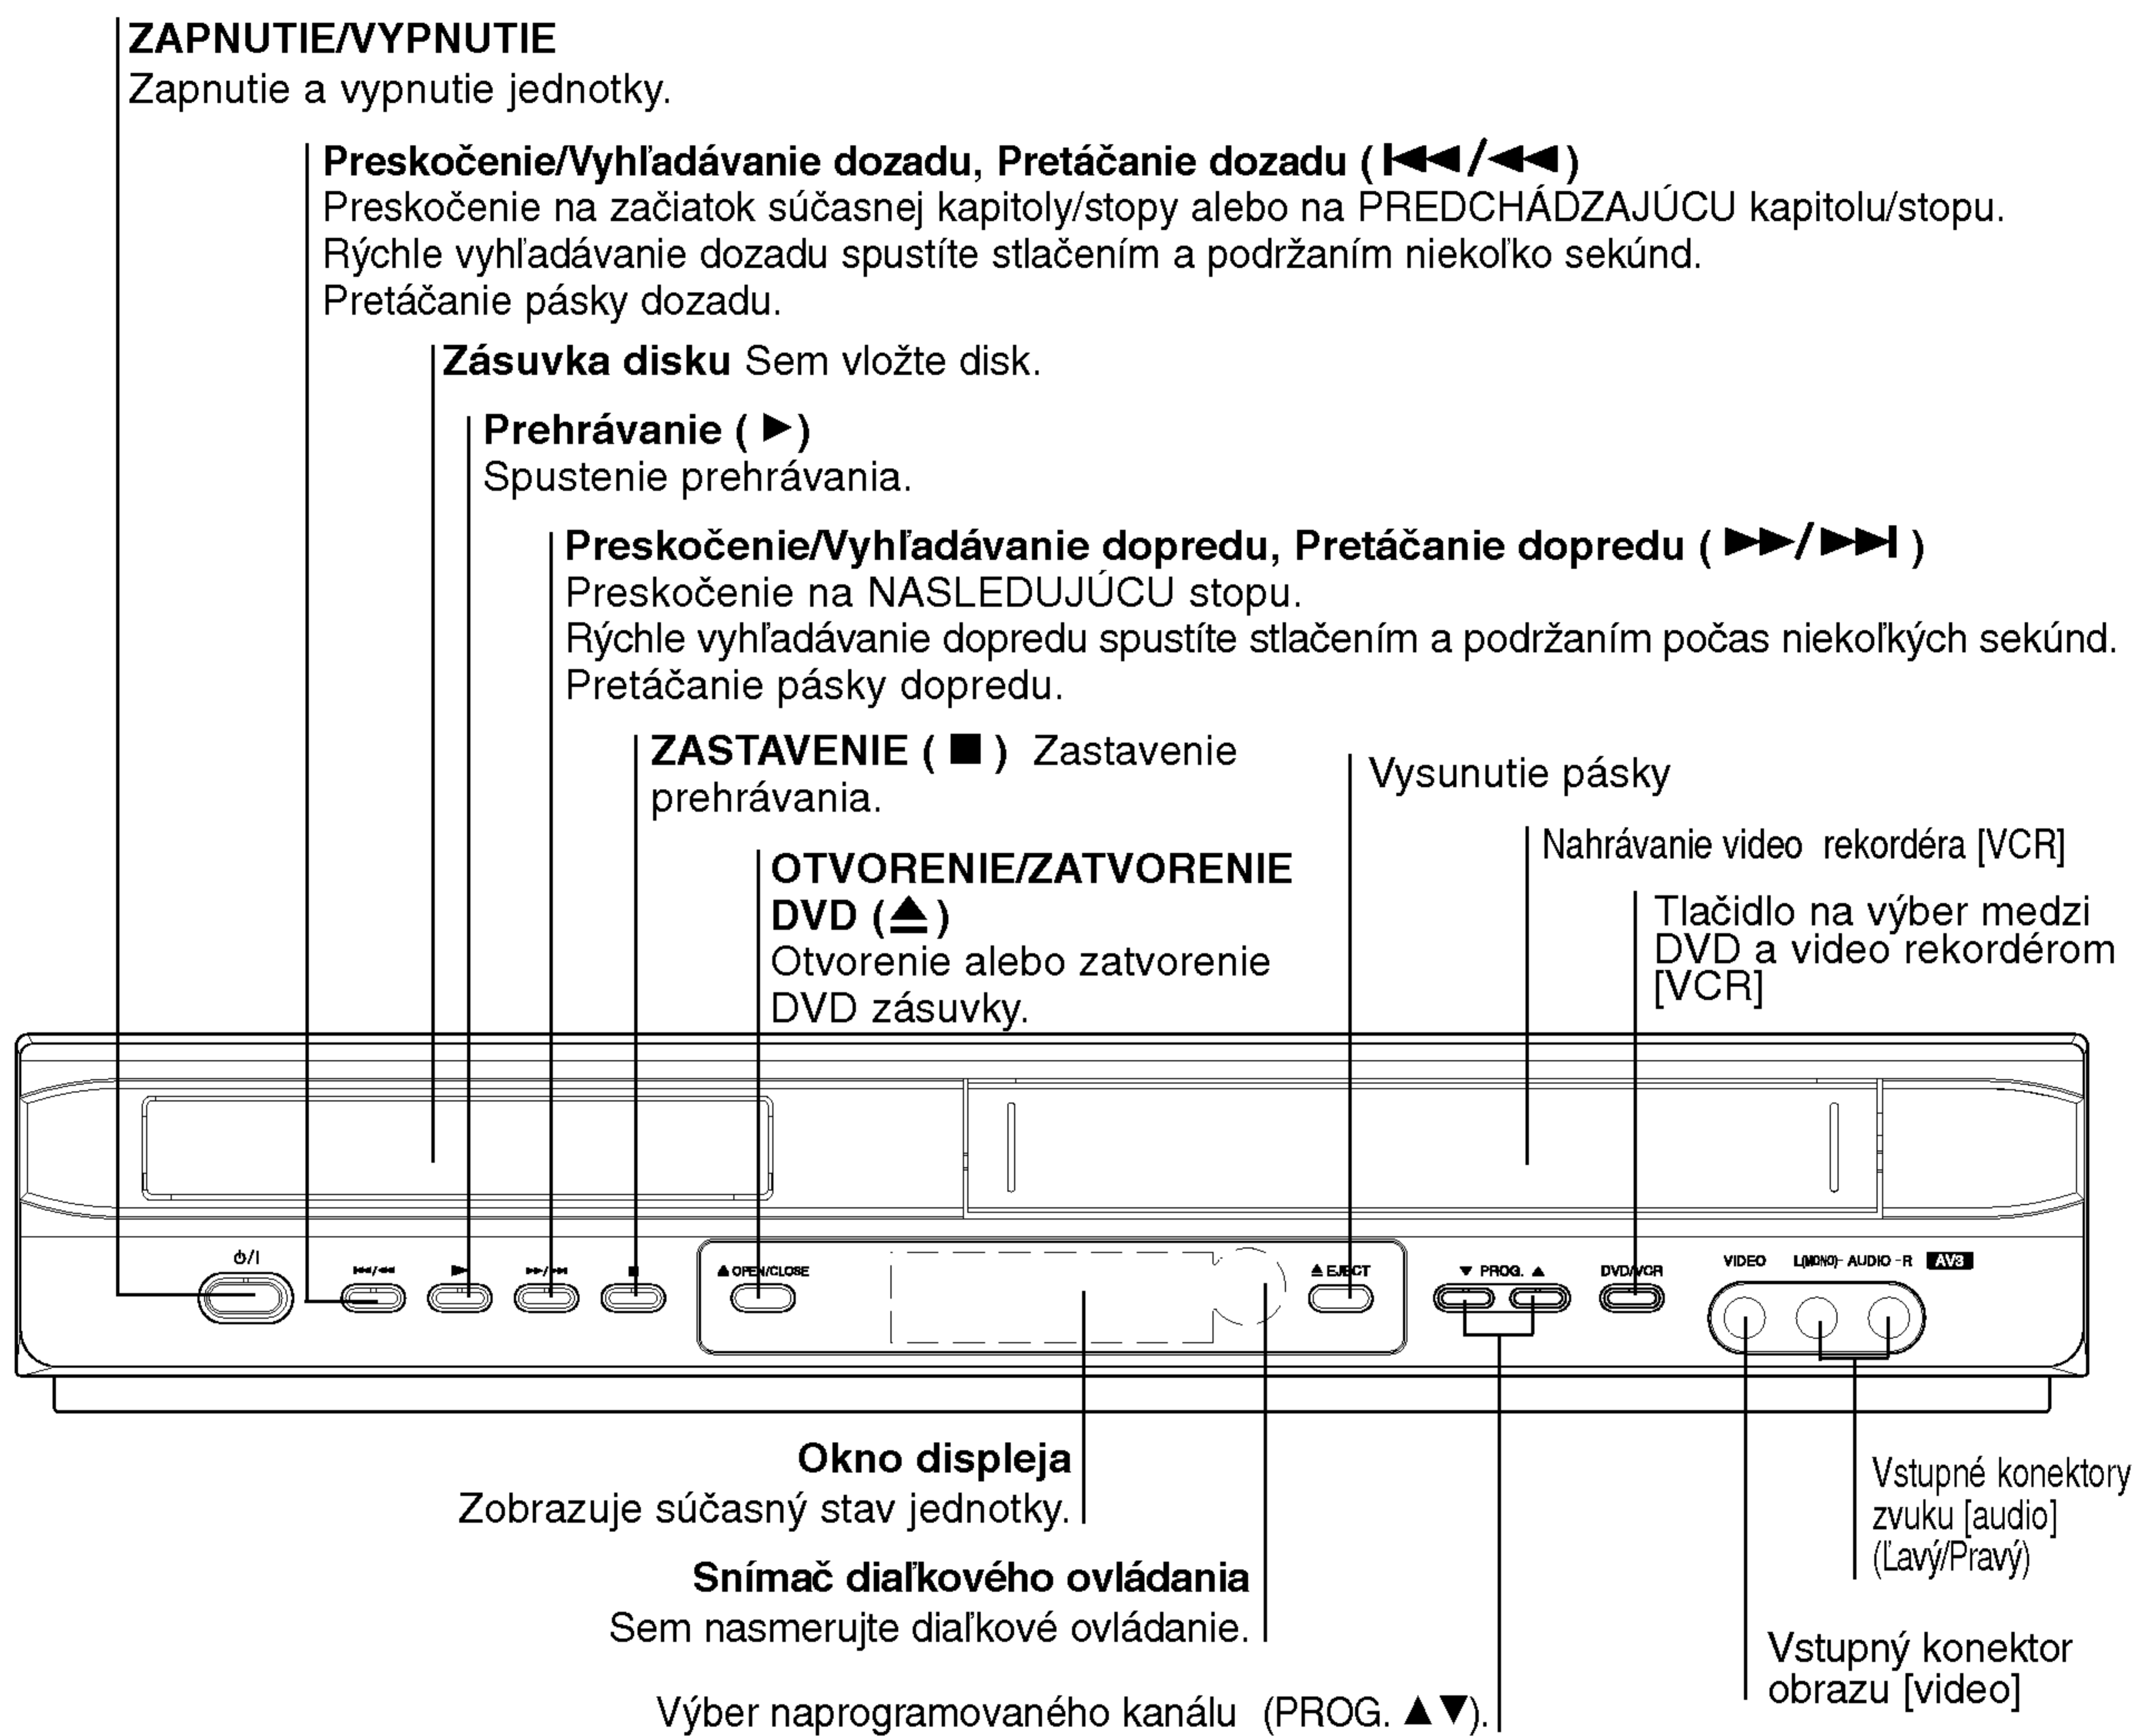 ZAPNUTIE/VYPNUTIE
Zapnutie a vypnutie jednotky.
Preskočenie/Vyhľadávanie dozadu, Pretáčanie dozadu (⏮/◀◀)
Preskočenie na začiatok súčasnej kapitoly/stopy alebo na PREDCHÁDZAJÚCU kapitolu/stopu.
Rýchle vyhľadávanie dozadu spustíte stlačením a podržaním niekoľko sekúnd.
Pretáčanie pásky dozadu.
Zásuvka disku Sem vložte disk.
Prehrávanie ( ▶)
Spustenie prehrávania.
Preskočenie/Vyhľadávanie dopredu, Pretáčanie dopredu ( ▶▶/⏭ )
Preskočenie na NASLEDUJÚCU stopu.
Rýchle vyhľadávanie dopredu spustíte stlačením a podržaním počas niekoľkých sekúnd.
Pretáčanie pásky dopredu.
ZASTAVENIE ( ■ ) Zastavenie
prehrávania.
Vysunutie pásky
Nahrávanie video rekordéra [VCR]
OTVORENIE/ZATVORENIE
DVD (⏏)
Otvorenie alebo zatvorenie
DVD zásuvky.
Tlačidlo na výber medzi
DVD a video rekordérom
[VCR]
⏻/I
⏮/◀◀
▶
▶▶/⏭
■
⏏ OPEN/CLOSE
⏏ EJECT
▼ PROG. ▲
DVD/VCR
VIDEO
L(MONO)- AUDIO -R
AV3
Okno displeja
Zobrazuje súčasný stav jednotky.
Snímač diaľkového ovládania
Sem nasmerujte diaľkové ovládanie.
Výber naprogramovaného kanálu (PROG. ▲▼).
Vstupné konektory
zvuku [audio]
(Ľavý/Pravý)
Vstupný konektor
obrazu [video]